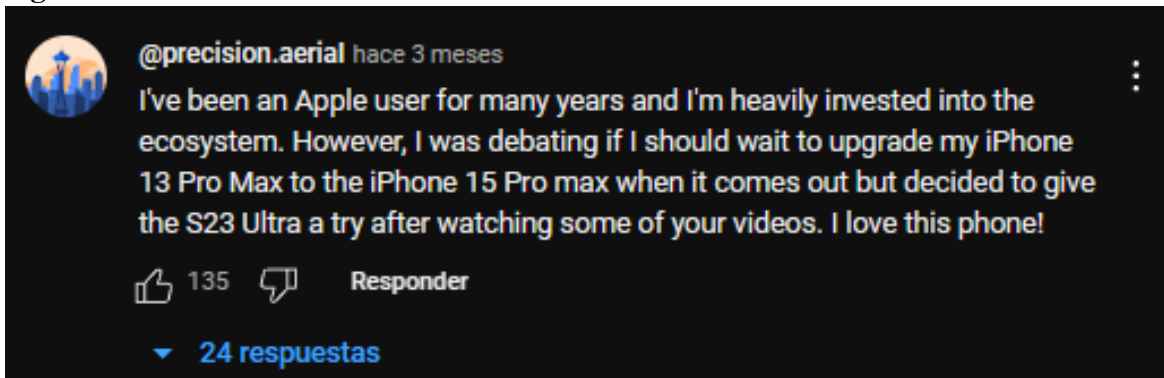 @precision.aerial hace 3 meses
I've been an Apple user for many years and I'm heavily invested into the
ecosystem. However, I was debating if I should wait to upgrade my iPhone
13 Pro Max to the iPhone 15 Pro max when it comes out but decided to give
the S23 Ultra a try after watching some of your videos. I love this phone!
135 Responder
24 respuestas